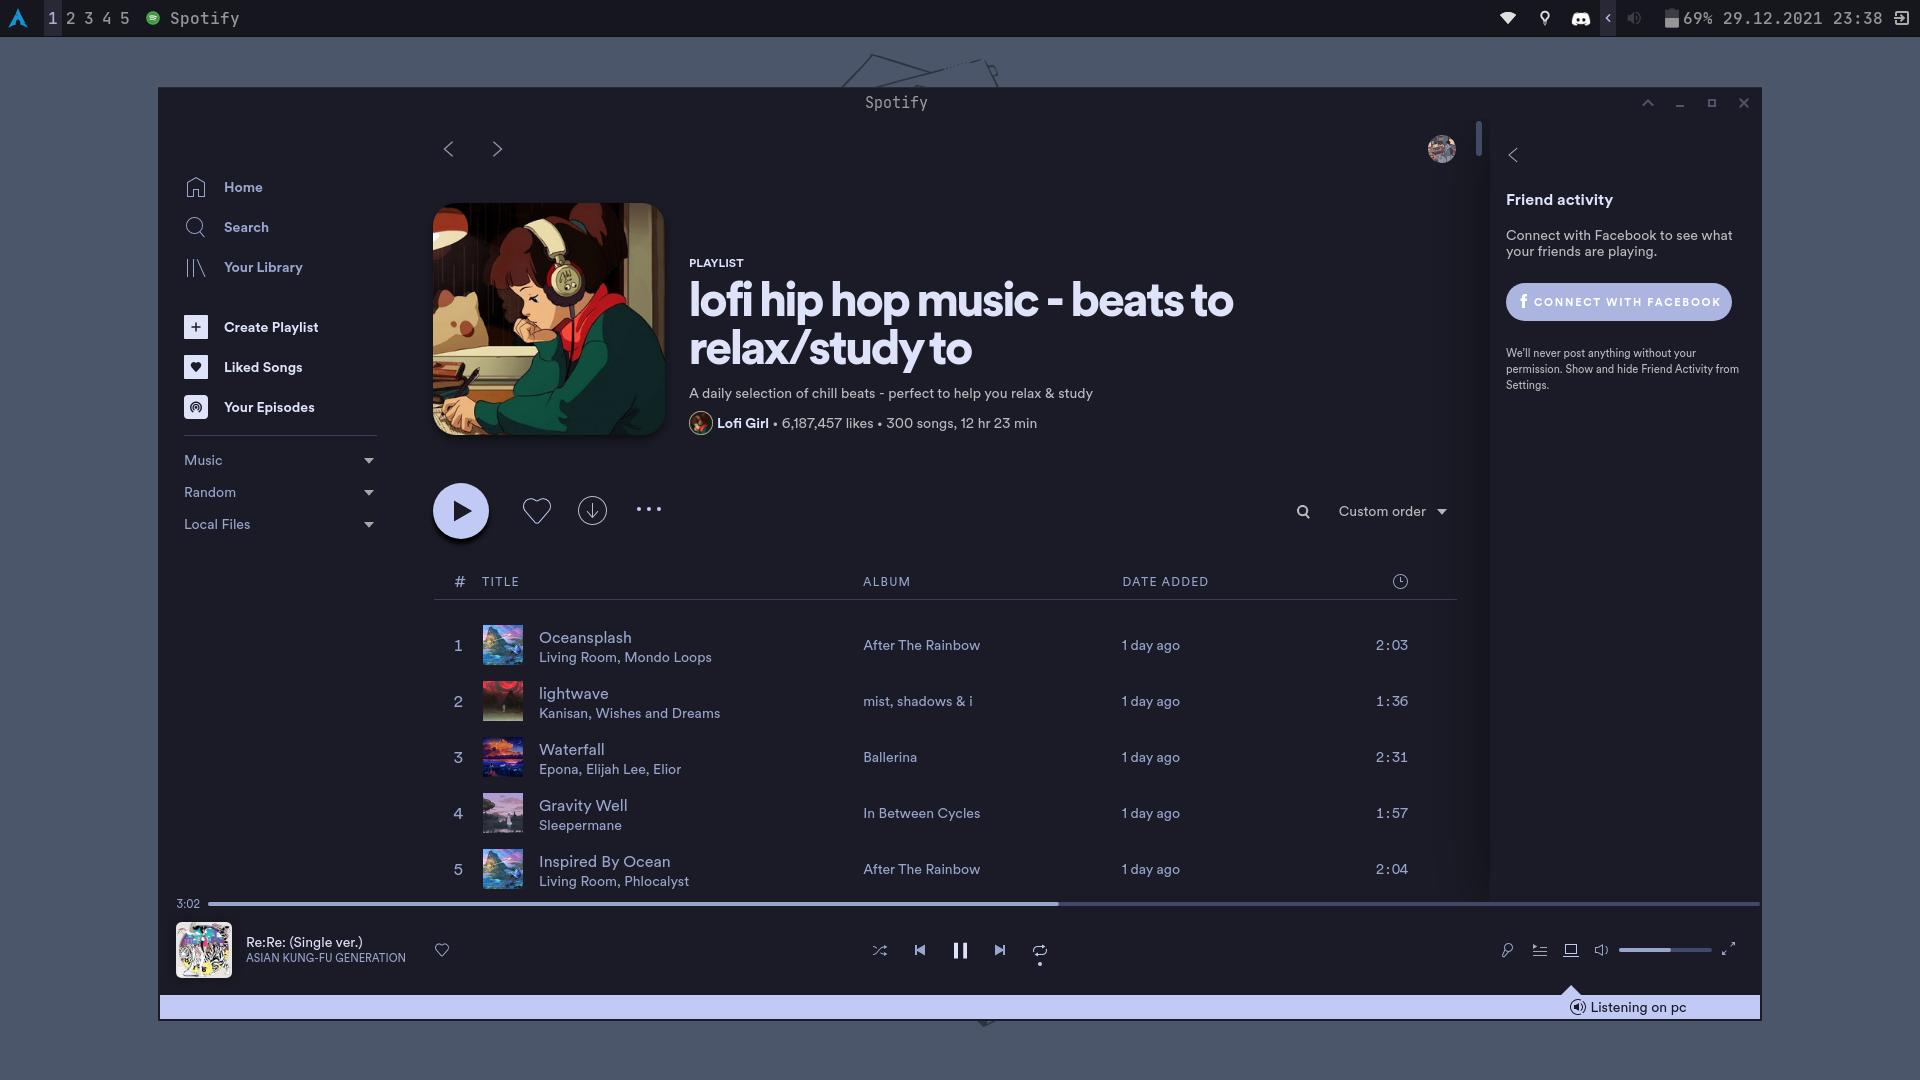 1 2 3 4 5 Spotify
69% 29.12.2021 23:38
Spotify
Home
Search
Your Library
Create Playlist
Liked Songs
Your Episodes
Music
Random
Local Files
PLAYLIST
lofi hip hop music - beats to
relax/study to
A daily selection of chill beats - perfect to help you relax & study
Lofi Girl • 6,187,457 likes • 300 songs, 12 hr 23 min
Custom order
# TITLE ALBUM DATE ADDED
1 Oceansplash After The Rainbow 1 day ago 2:03
Living Room, Mondo Loops
2 lightwave mist, shadows & i 1 day ago 1:36
Kanisan, Wishes and Dreams
3 Waterfall Ballerina 1 day ago 2:31
Epona, Elijah Lee, Elior
4 Gravity Well In Between Cycles 1 day ago 1:57
Sleepermane
5 Inspired By Ocean After The Rainbow 1 day ago 2:04
Living Room, Phlocalyst
Friend activity
Connect with Facebook to see what
your friends are playing.
f CONNECT WITH FACEBOOK
We'll never post anything without your
permission. Show and hide Friend Activity from
Settings.
3:02
Re:Re: (Single ver.)
ASIAN KUNG-FU GENERATION
Listening on pc